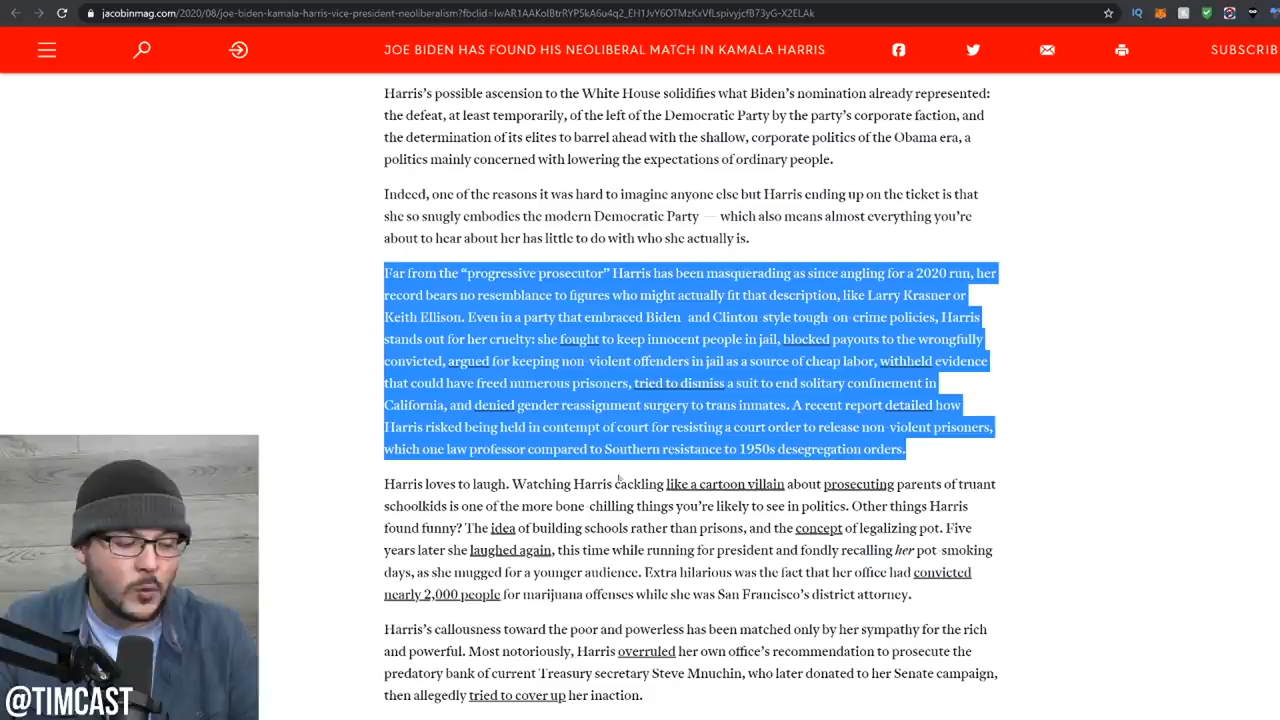 jacobinmag.com/2020/08/joe-biden-kamala-harris-vice-president-neoliberalism?fbclid=IwAR1AAKolBtrRYP5kA6u4q2_EH1JvY6OTMzKxVfLspivyjcfB73yG-X2ELAk
JOE BIDEN HAS FOUND HIS NEOLIBERAL MATCH IN KAMALA HARRIS
SUBSCRIB
Harris’s possible ascension to the White House solidifies what Biden’s nomination already represented:
the defeat, at least temporarily, of the left of the Democratic Party by the party’s corporate faction, and
the determination of its elites to barrel ahead with the shallow, corporate politics of the Obama era, a
politics mainly concerned with lowering the expectations of ordinary people.
Indeed, one of the reasons it was hard to imagine anyone else but Harris ending up on the ticket is that
she so snugly embodies the modern Democratic Party — which also means almost everything you’re
about to hear about her has little to do with who she actually is.
Far from the “progressive prosecutor” Harris has been masquerading as since angling for a 2020 run, her
record bears no resemblance to figures who might actually fit that description, like Larry Krasner or
Keith Ellison. Even in a party that embraced Biden- and Clinton-style tough-on-crime policies, Harris
stands out for her cruelty: she fought to keep innocent people in jail, blocked payouts to the wrongfully
convicted, argued for keeping non-violent offenders in jail as a source of cheap labor, withheld evidence
that could have freed numerous prisoners, tried to dismiss a suit to end solitary confinement in
California, and denied gender reassignment surgery to trans inmates. A recent report detailed how
Harris risked being held in contempt of court for resisting a court order to release non-violent prisoners,
which one law professor compared to Southern resistance to 1950s desegregation orders.
Harris loves to laugh. Watching Harris cackling like a cartoon villain about prosecuting parents of truant
schoolkids is one of the more bone-chilling things you’re likely to see in politics. Other things Harris
found funny? The idea of building schools rather than prisons, and the concept of legalizing pot. Five
years later she laughed again, this time while running for president and fondly recalling her pot-smoking
days, as she mugged for a younger audience. Extra hilarious was the fact that her office had convicted
nearly 2,000 people for marijuana offenses while she was San Francisco’s district attorney.
Harris’s callousness toward the poor and powerless has been matched only by her sympathy for the rich
and powerful. Most notoriously, Harris overruled her own office’s recommendation to prosecute the
predatory bank of current Treasury secretary Steve Mnuchin, who later donated to her Senate campaign,
then allegedly tried to cover up her inaction.
@TIMCAST